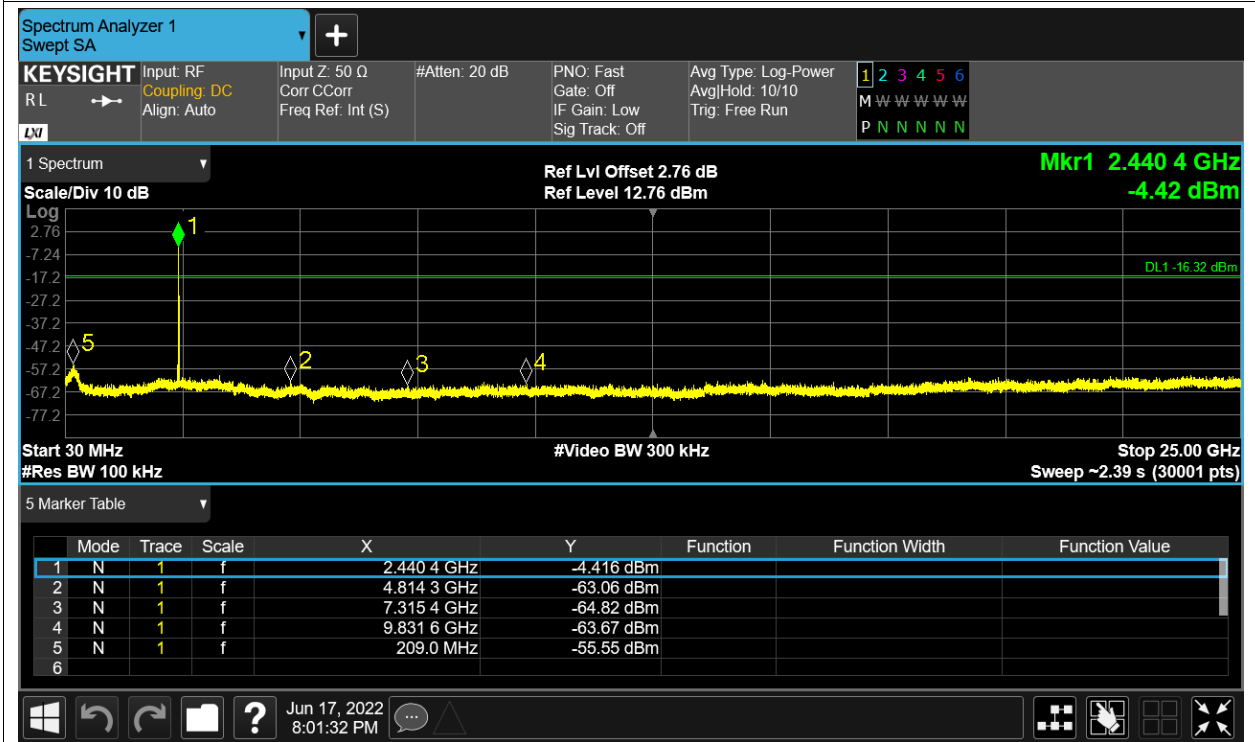 Spectrum Analyzer 1
Swept SA
+
KEYSIGHT
R L
LXI
Input: RF
Coupling: DC
Align: Auto
Input Z: 50 Ω
Corr CCorr
Freq Ref: Int (S)
#Atten: 20 dB
PNO: Fast
Gate: Off
IF Gain: Low
Sig Track: Off
Avg Type: Log-Power
Avg|Hold: 10/10
Trig: Free Run
1 2 3 4 5 6
M W W W W W
P N N N N N
1 Spectrum
Scale/Div 10 dB
Ref Lvl Offset 2.76 dB
Ref Level 12.76 dBm
Mkr1 2.440 4 GHz
-4.42 dBm
Log
2.76
-7.24
-17.2
-27.2
-37.2
-47.2
-57.2
-67.2
-77.2
1
DL1 -16.32 dBm
5
2
3
4
Start 30 MHz
#Video BW 300 kHz
Stop 25.00 GHz
#Res BW 100 kHz
Sweep ~2.39 s (30001 pts)
5 Marker Table
Mode Trace Scale X Y Function Function Width Function Value
1 N 1 f 2.440 4 GHz -4.416 dBm
2 N 1 f 4.814 3 GHz -63.06 dBm
3 N 1 f 7.315 4 GHz -64.82 dBm
4 N 1 f 9.831 6 GHz -63.67 dBm
5 N 1 f 209.0 MHz -55.55 dBm
6
?
Jun 17, 2022
8:01:32 PM